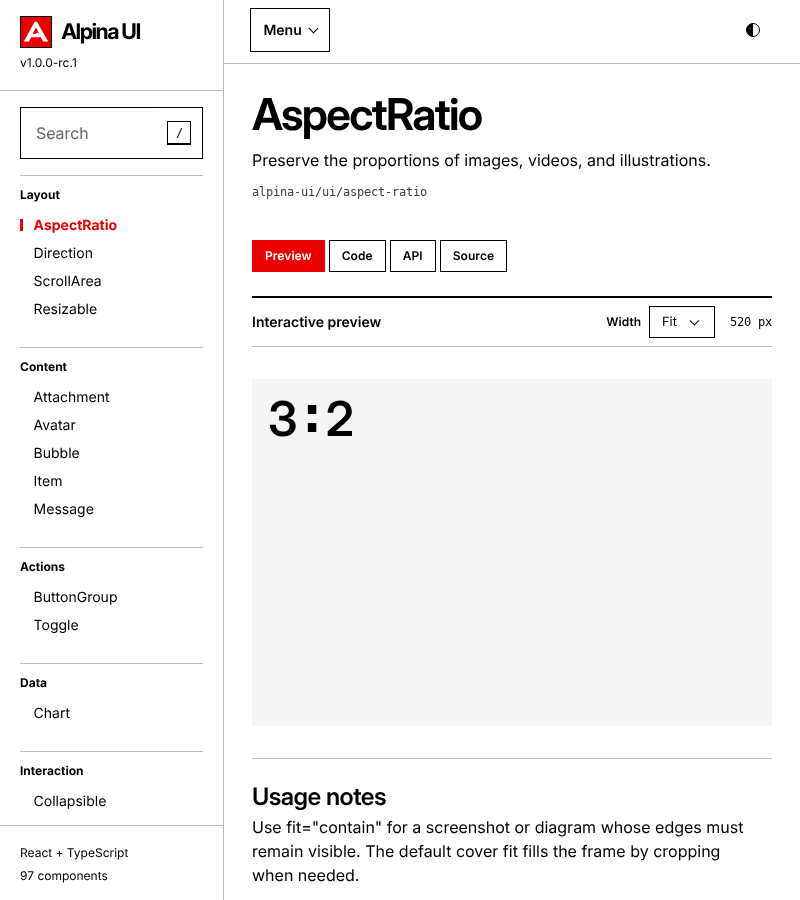 Alpina UI
v1.0.0-rc.1
Search /
Layout
AspectRatio
Direction
ScrollArea
Resizable
Content
Attachment
Avatar
Bubble
Item
Message
Actions
ButtonGroup
Toggle
Data
Chart
Interaction
Collapsible
React + TypeScript
97 components
Menu
AspectRatio
Preserve the proportions of images, videos, and illustrations.
alpina-ui/ui/aspect-ratio
Preview Code API Source
Interactive preview Width Fit 520 px
3:2
Usage notes
Use fit="contain" for a screenshot or diagram whose edges must
remain visible. The default cover fit fills the frame by cropping
when needed.